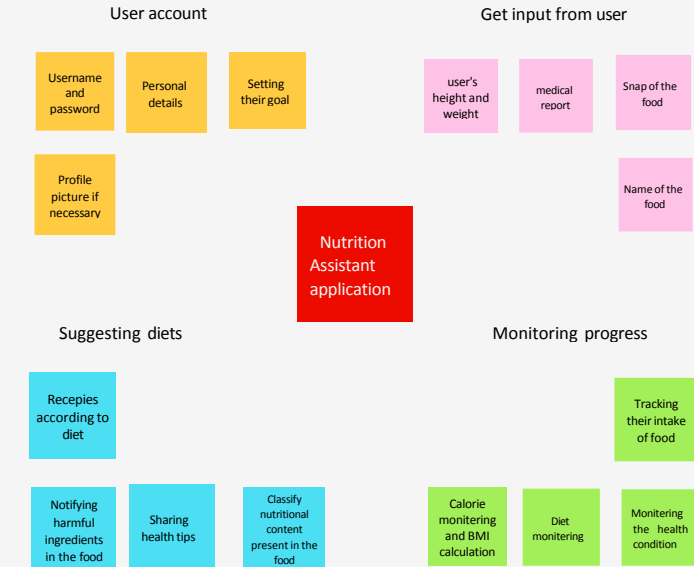 User account
Get input from user
Username
and
password
Personal
details
Setting
their goal
user's
height and
weight
medical
report
Snap of the
food
Profile
picture if
necessary
Name of the
food
Nutrition
Assistant
application
Suggesting diets
Monitoring progress
Recepies
according to
diet
Tracking
their intake
of food
Notifying
harmful
ingredients
in the food
Sharing
health tips
Classify
nutritional
content
present in the
food
Calorie
monitering
and BMI
calculation
Diet
monitering
Monitering
the health
condition